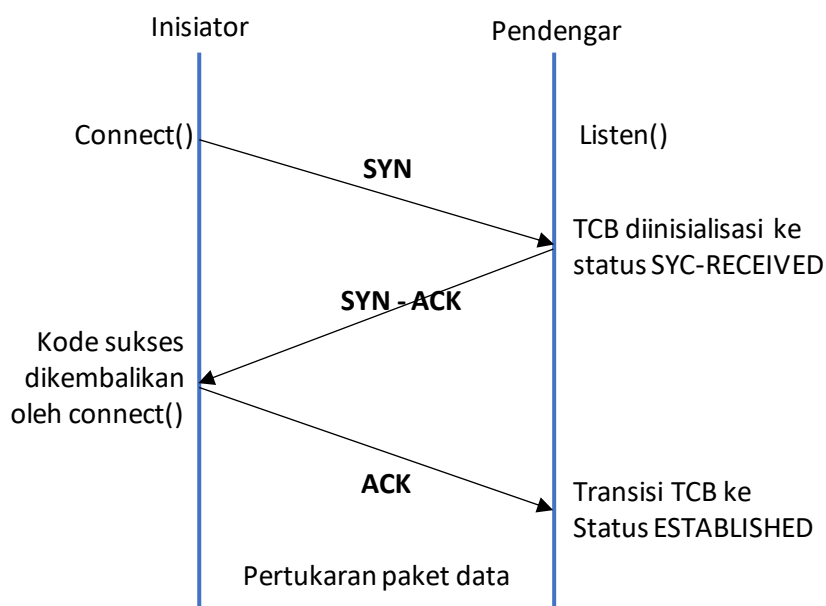 Inisiator
Pendengar
Connect()
Listen()
SYN
TCB diinisialisasi ke
status SYC-RECEIVED
SYN - ACK
Kode sukses
dikembalikan
oleh connect()
ACK
Transisi TCB ke
Status ESTABLISHED
Pertukaran paket data